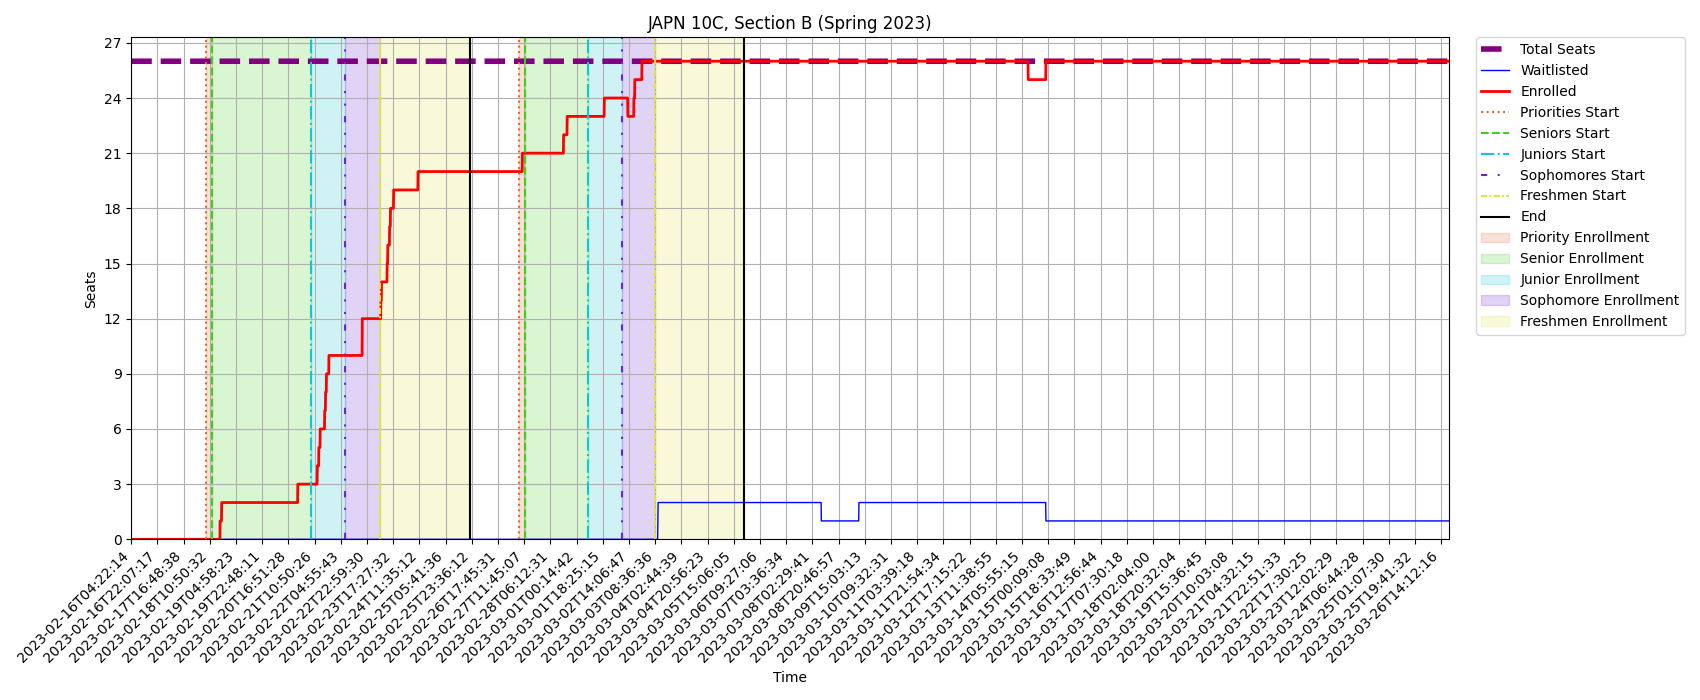 JAPN 10C, Section B (Spring 2023)
27
24
21
18
15
12
9
6
3
0
Seats
2023-02-16T04:22:14
2023-02-16T22:07:17
2023-02-17T16:48:38
2023-02-18T10:50:32
2023-02-19T04:58:23
2023-02-19T22:48:11
2023-02-20T16:51:28
2023-02-21T10:50:26
2023-02-22T04:55:43
2023-02-22T22:59:30
2023-02-23T17:27:32
2023-02-24T11:35:12
2023-02-25T05:41:36
2023-02-25T23:36:12
2023-02-26T17:45:31
2023-02-27T11:45:07
2023-02-28T06:12:31
2023-03-01T00:14:42
2023-03-01T18:25:15
2023-03-02T14:06:47
2023-03-03T08:36:36
2023-03-04T02:44:39
2023-03-04T20:56:23
2023-03-05T15:06:05
2023-03-06T09:27:06
2023-03-07T03:36:34
2023-03-08T02:29:41
2023-03-08T20:46:57
2023-03-09T15:03:13
2023-03-10T09:32:31
2023-03-11T03:39:18
2023-03-11T21:54:34
2023-03-12T17:15:22
2023-03-13T11:38:55
2023-03-14T05:55:15
2023-03-15T00:09:08
2023-03-15T18:33:49
2023-03-16T12:56:44
2023-03-17T07:30:18
2023-03-18T02:04:00
2023-03-18T20:32:04
2023-03-19T15:36:45
2023-03-20T10:03:08
2023-03-21T04:32:15
2023-03-21T22:51:33
2023-03-22T17:30:25
2023-03-23T12:02:29
2023-03-24T06:44:28
2023-03-25T01:07:30
2023-03-25T19:41:32
2023-03-26T14:12:16
Time
Total Seats
Waitlisted
Enrolled
Priorities Start
Seniors Start
Juniors Start
Sophomores Start
Freshmen Start
End
Priority Enrollment
Senior Enrollment
Junior Enrollment
Sophomore Enrollment
Freshmen Enrollment